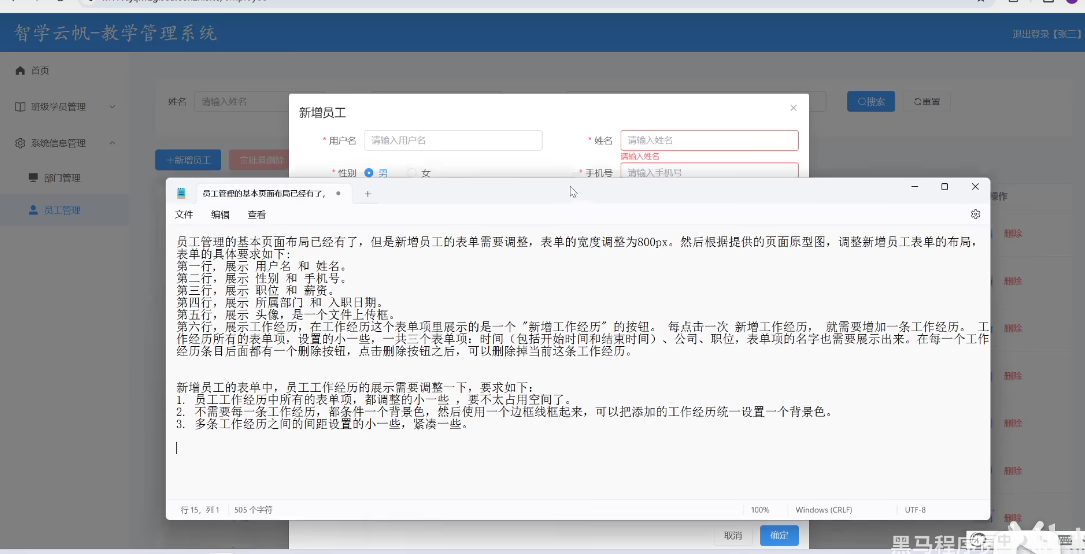 智学云帆-教学管理系统
退出登录【张三】
首页
班级学员管理
系统信息管理
部门管理
员工管理
姓名 请输入姓名
搜索 重置
新增员工
新增员工
* 用户名 请输入用户名 * 姓名 请输入姓名
请输入姓名
* 性别 男 女 * 手机号 请输入手机号
操作
员工管理的基本页面布局已经有了,
文件 编辑 查看
员工管理的基本页面布局已经有了，但是新增员工的表单需要调整，表单的宽度调整为800px。然后根据提供的页面原型图，调整新增员工表单的布局，
表单的具体要求如下：
第一行，展示 用户名 和 姓名。
第二行，展示 性别 和 手机号。
第三行，展示 职位 和 薪资。
第四行，展示 所属部门 和 入职日期。
第五行，展示 头像，是一个文件上传框。
第六行，展示工作经历，在工作经历这个表单项里展示的是一个 "新增工作经历" 的按钮。 每点击一次 新增工作经历， 就需要增加一条工作经历。 工
作经历所有的表单项，设置的小一些，一共三个表单项：时间（包括开始时间和结束时间）、公司、职位，表单项的名字也需要展示出来。在每一个工作
经历条目后面都有一个删除按钮，点击删除按钮之后，可以删除掉当前这条工作经历。
新增员工的表单中，员工工作经历的展示需要调整一下，要求如下：
1. 员工工作经历中所有的表单项，都调整的小一些 ，要不太占用空间了。
2. 不需要每一条工作经历，都条件一个背景色，然后使用一个边框线框起来，可以把添加的工作经历统一设置一个背景色。
3. 多条工作经历之间的间距设置的小一些，紧凑一些。
删除
删除
删除
删除
删除
删除
删除
行 15，列 1 505 个字符 100% Windows (CRLF) UTF-8
取消 确定